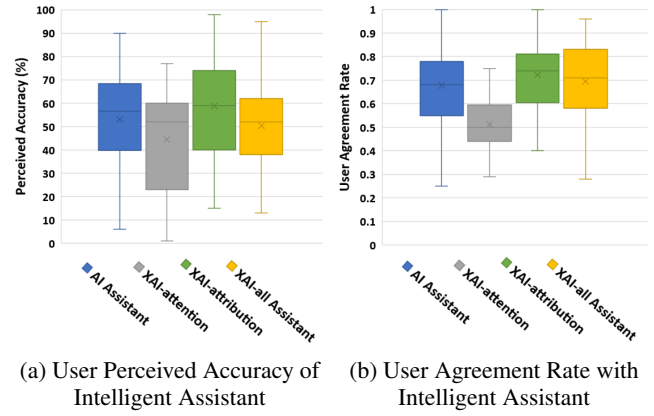 100
90
80
70
60
50
40
30
20
10
0
Perceived Accuracy (%)
AI Assistant
XAI-attention
XAI-attribution
XAI-all Assistant
(a) User Perceived Accuracy of
Intelligent Assistant
1
0.9
0.8
0.7
0.6
0.5
0.4
0.3
0.2
0.1
0
User Agreement Rate
AI Assistant
XAI-attention
XAI-attribution
XAI-all Assistant
(b) User Agreement Rate with
Intelligent Assistant